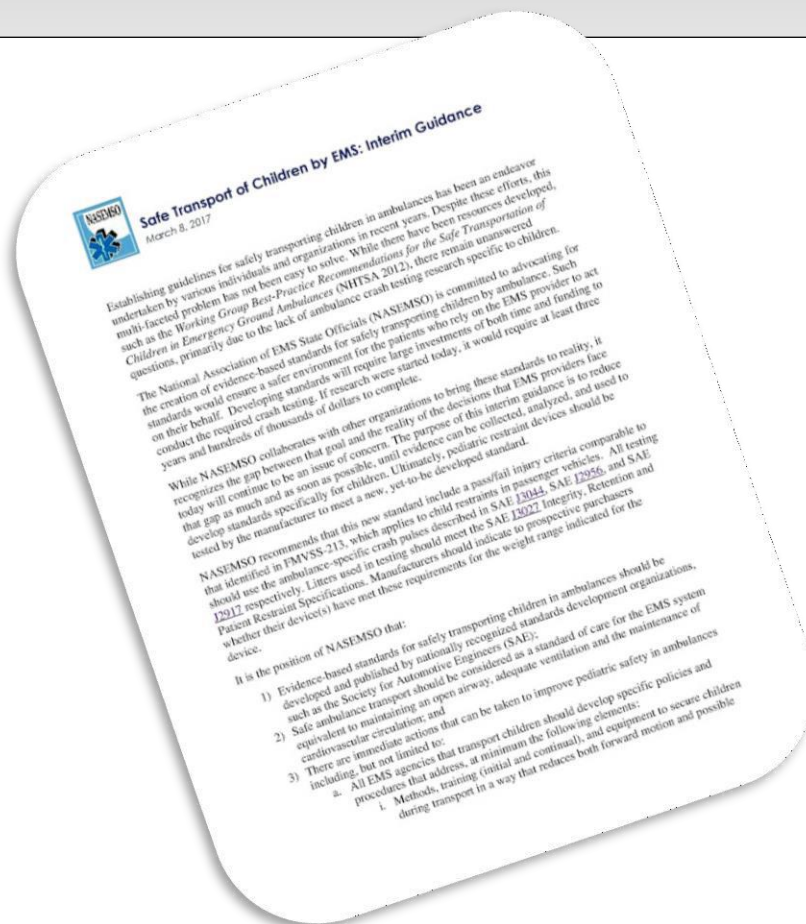 NASEMSO
Safe Transport of Children by EMS: Interim Guidance
March 8, 2017
Establishing guidelines for safely transporting children in ambulances has been an endeavor
undertaken by various individuals and organizations in recent years. Despite these efforts, this
multi-faceted problem has not been easy to solve. While there have been resources developed,
such as the Working Group Best-Practice Recommendations for the Safe Transportation of
Children in Emergency Ground Ambulances (NHTSA 2012), there remain unanswered
questions, primarily due to the lack of ambulance crash testing research specific to children.
The National Association of EMS State Officials (NASEMSO) is committed to advocating for
the creation of evidence-based standards for safely transporting children by ambulance. Such
standards would ensure a safer environment for the patients who rely on the EMS provider to act
on their behalf. Developing standards will require large investments of both time and funding to
conduct the required crash testing. If research were started today, it would require at least three
years and hundreds of thousands of dollars to complete.
While NASEMSO collaborates with other organizations to bring these standards to reality, it
recognizes the gap between that goal and the reality of the decisions that EMS providers face
today will continue to be an issue of concern. The purpose of this interim guidance is to reduce
that gap as much and as soon as possible, until evidence can be collected, analyzed, and used to
develop standards specifically for children. Ultimately, pediatric restraint devices should be
tested by the manufacturer to meet a new, yet-to-be developed standard.
NASEMSO recommends that this new standard include a pass/fail injury criteria comparable to
that identified in FMVSS-213, which applies to child restraints in passenger vehicles. All testing
should use the ambulance-specific crash pulses described in SAE J3044, SAE J2956, and SAE
J2917 respectively. Litters used in testing should meet the SAE J3027 Integrity, Retention and
Patient Restraint Specifications. Manufacturers should indicate to prospective purchasers
whether their device(s) have met these requirements for the weight range indicated for the
device.
It is the position of NASEMSO that:
1) Evidence-based standards for safely transporting children in ambulances should be
developed and published by nationally recognized standards development organizations,
such as the Society for Automotive Engineers (SAE);
2) Safe ambulance transport should be considered as a standard of care for the EMS system
equivalent to maintaining an open airway, adequate ventilation and the maintenance of
cardiovascular circulation; and
3) There are immediate actions that can be taken to improve pediatric safety in ambulances
including, but not limited to:
a. All EMS agencies that transport children should develop specific policies and
procedures that address, at minimum the following elements:
i. Methods, training (initial and continual), and equipment to secure children
during transport in a way that reduces both forward motion and possible